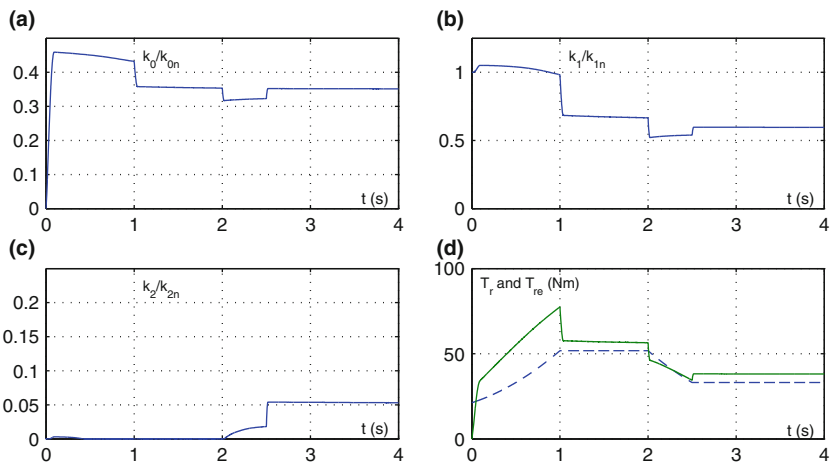 (a)
k0/k0n
0.4
0.3
0.2
0.1
0
0 1 2 3 4
t (s)
(b)
k1/k1n
1
0.5
0
0 1 2 3 4
t (s)
(c)
k2/k2n
0.2
0.15
0.1
0.05
0
0 1 2 3 4
t (s)
(d)
Tr and Tre (Nm)
100
50
0
0 1 2 3 4
t (s)